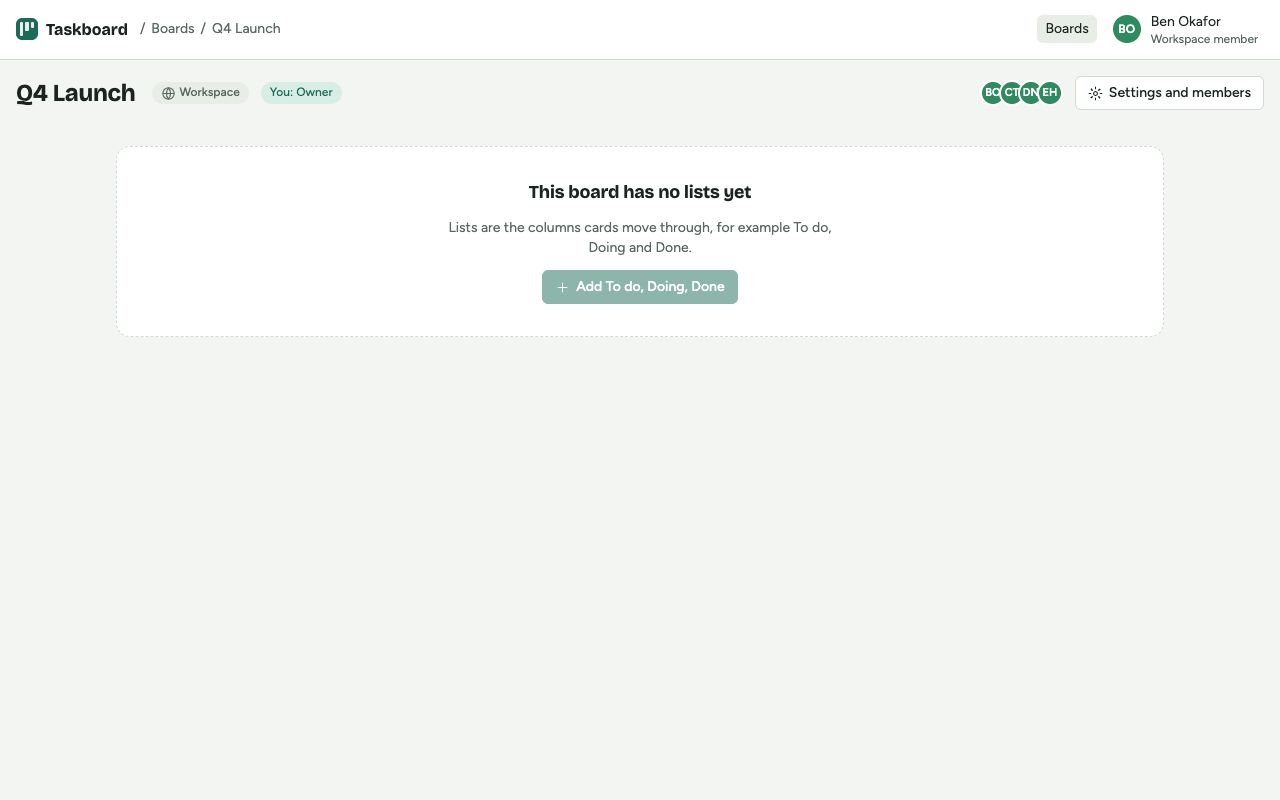 Taskboard / Boards / Q4 Launch
Boards
BO
Ben Okafor
Workspace member
Q4 Launch
Workspace
You: Owner
BO CT DN EH
Settings and members
This board has no lists yet
Lists are the columns cards move through, for example To do,
Doing and Done.
Add To do, Doing, Done